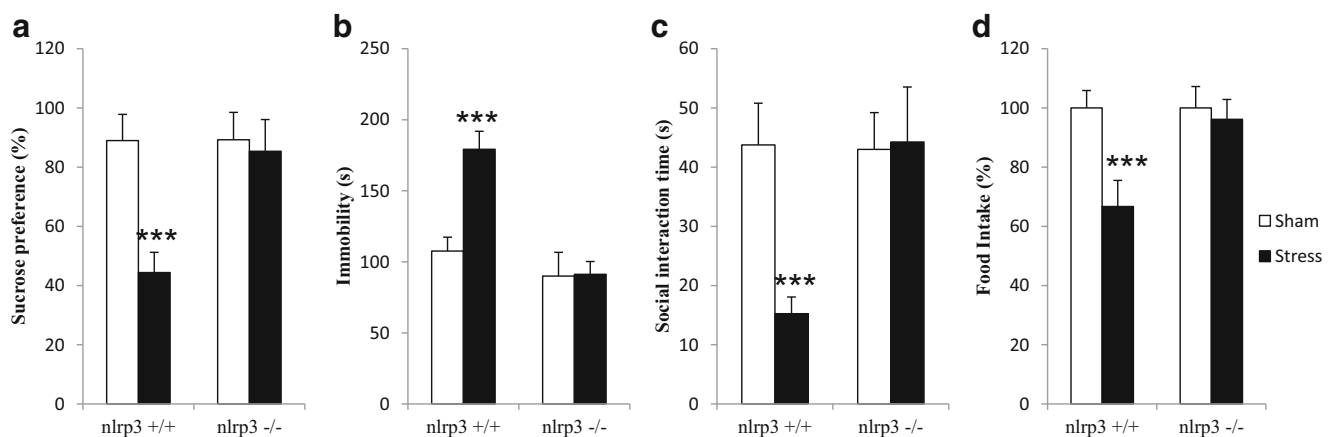 a
b
c
d
120
100
80
60
40
20
0
Sucrose preference (%)
***
nlrp3 +/+
nlrp3 -/-
250
200
150
100
50
0
Immobility (s)
***
nlrp3 +/+
nlrp3 -/-
60
50
40
30
20
10
0
Social interaction time (s)
***
nlrp3 +/+
nlrp3 -/-
120
100
80
60
40
20
0
Food Intake (%)
***
nlrp3 +/+
nlrp3 -/-
Sham
Stress